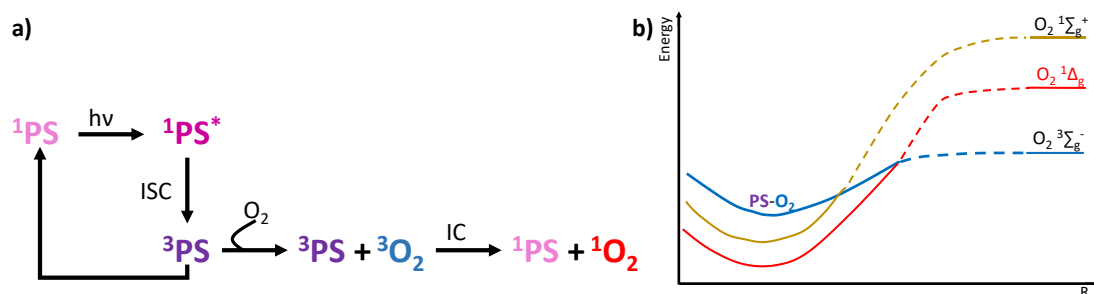 a)
¹PS hν ¹PS*
ISC
O₂
³PS ³PS + ³O₂ IC ¹PS + ¹O₂
b)
Energy
O₂ ¹Σg⁺
O₂ ¹Δg
O₂ ³Σg⁻
PS-O₂
R